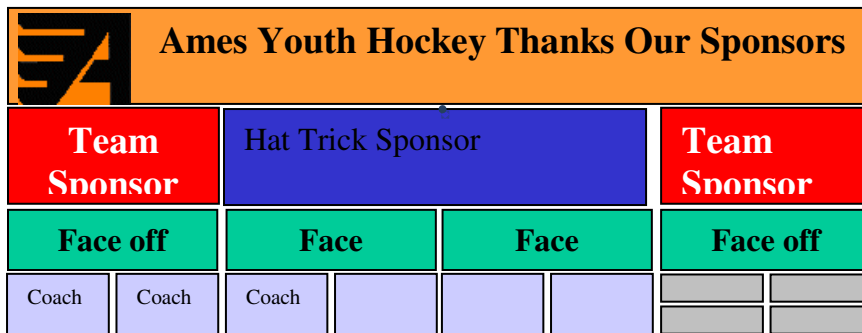 Ames Youth Hockey Thanks Our Sponsors
Team
Sponsor
Hat Trick Sponsor
Team
Sponsor
Face off
Face
Face
Face off
Coach
Coach
Coach